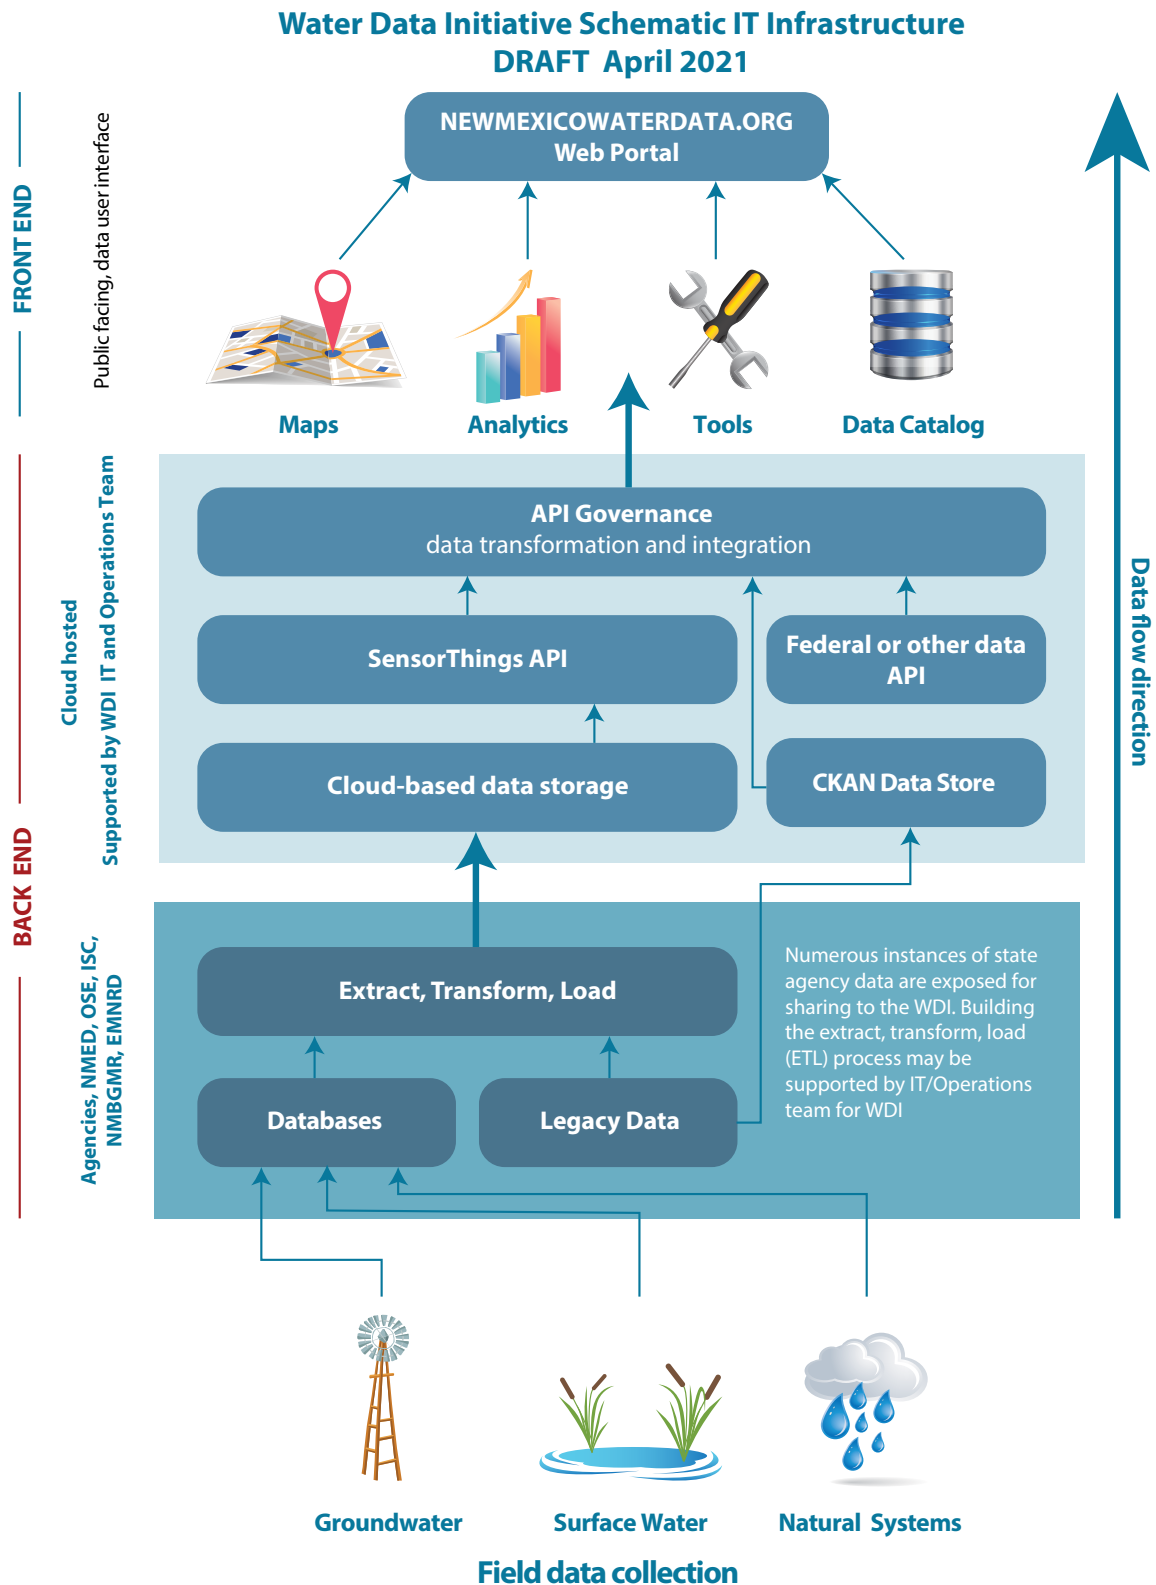 Water Data Initiative Schematic IT Infrastructure
DRAFT April 2021
NEWMEXICOWATERDATA.ORG
Web Portal
FRONT END
Public facing, data user interface
Maps
Analytics
Tools
Data Catalog
Data flow direction
BACK END
Cloud hosted
Supported by WDI IT and Operations Team
API Governance
data transformation and integration
SensorThings API
Federal or other data
API
Cloud-based data storage
CKAN Data Store
Agencies, NMED, OSE, ISC,
NMBGMR, EMNRD
Extract, Transform, Load
Numerous instances of state
agency data are exposed for
sharing to the WDI. Building
the extract, transform, load
(ETL) process may be
supported by IT/Operations
team for WDI
Databases
Legacy Data
Groundwater
Surface Water
Natural Systems
Field data collection